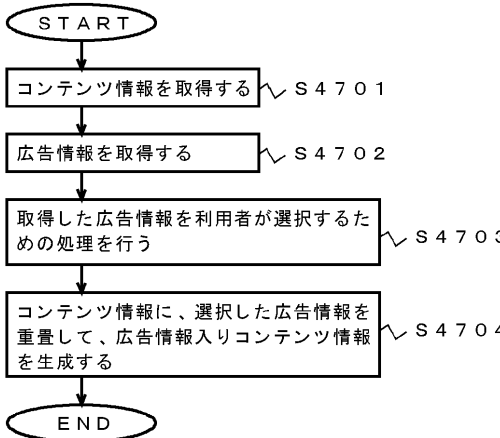 START
コンテンツ情報を取得する
S4701
広告情報を取得する
S4702
取得した広告情報を利用者が選択するた
めの処理を行う
S4703
コンテンツ情報に、選択した広告情報を
重畳して、広告情報入りコンテンツ情報
を生成する
S4704
END